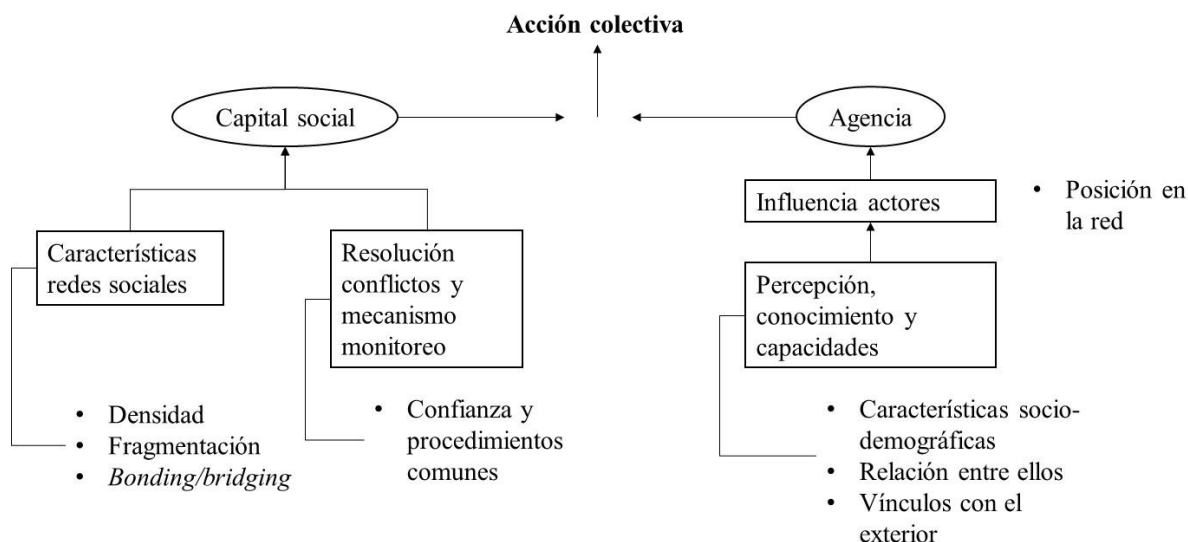 Acción colectiva
Capital social
Agencia
Influencia actores
• Posición en
la red
Características
redes sociales
Resolución
conflictos y
mecanismo
monitoreo
Percepción,
conocimiento y
capacidades
• Densidad
• Fragmentación
• Bonding/bridging
• Confianza y
procedimientos
comunes
• Características socio-
demográficas
• Relación entre ellos
• Vínculos con el
exterior